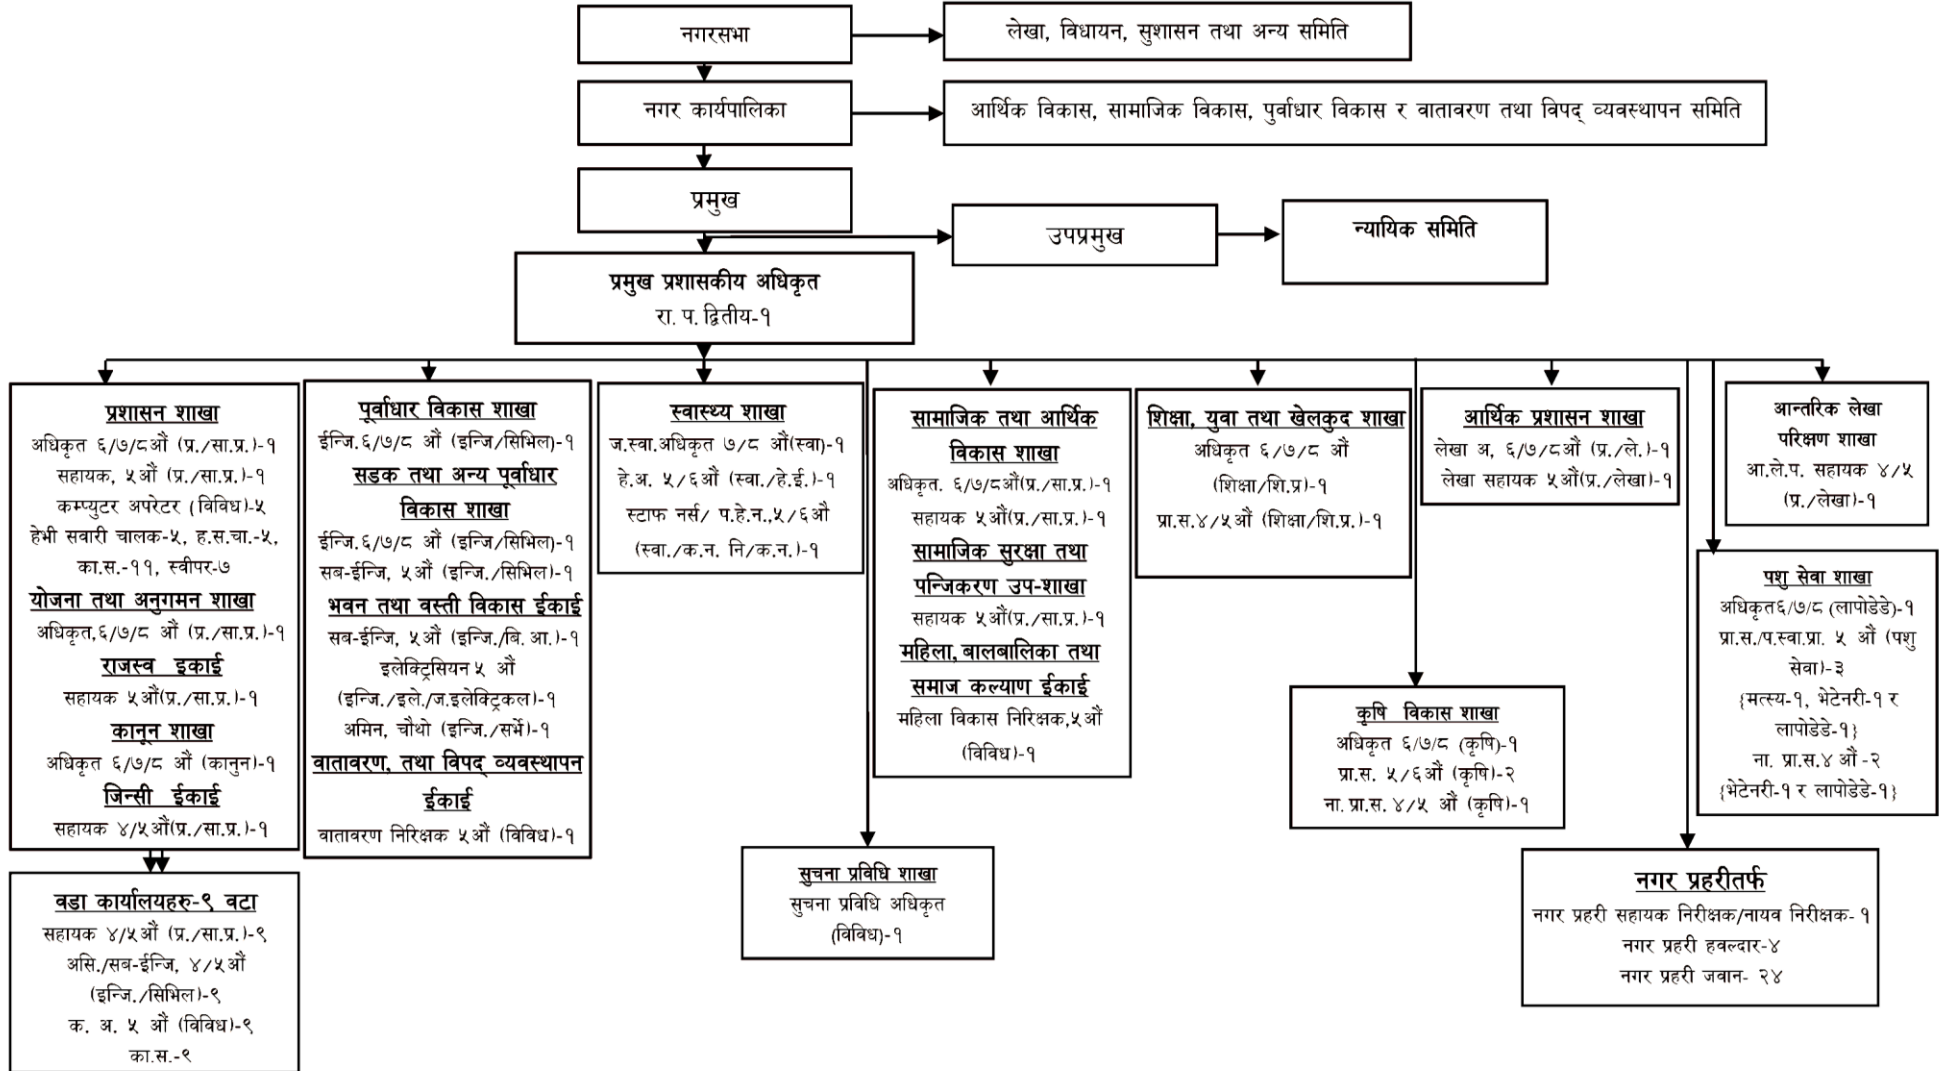 नगरसभा
लेखा, विधायन, सुशासन तथा अन्य समिति
नगर कार्यपालिका
आर्थिक विकास, सामाजिक विकास, पुर्वाधार विकास र वातावरण तथा विपद् व्यवस्थापन समिति
प्रमुख
उपप्रमुख
न्यायिक समिति
प्रमुख प्रशासकीय अधिकृत
रा. प. द्वितीय-१
प्रशासन शाखा
अधिकृत ६/७/८औं (प्र./सा.प्र.)-१
सहायक, ५औं (प्र./सा.प्र.)-१
कम्प्युटर अपरेटर (विविध)-५
हेभी सवारी चालक-५, ह.स.चा.-५,
का.स.-११, स्वीपर-७
योजना तथा अनुगमन शाखा
अधिकृत,६/७/८ औं (प्र./सा.प्र.)-१
राजस्व इकाई
सहायक ५औं(प्र./सा.प्र.)-१
कानून शाखा
अधिकृत ६/७/८ औं (कानुन)-१
जिन्सी ईकाई
सहायक ४/५औं(प्र./सा.प्र.)-१
वडा कार्यालयहरु-९ वटा
सहायक ४/५औं (प्र./सा.प्र.)-९
असि./सब-ईन्जि, ४/५औं
(इन्जि./सिभिल)-९
क. अ. ५ औं (विविध)-९
का.स.-९
पूर्वाधार विकास शाखा
ईन्जि.६/७/८ औं (इन्जि/सिभिल)-१
सडक तथा अन्य पूर्वाधार
विकास शाखा
ईन्जि.६/७/८ औं (इन्जि/सिभिल)-१
सब-ईन्जि, ५औं (इन्जि./सिभिल)-१
भवन तथा वस्ती विकास ईकाई
सब-ईन्जि, ५औं (इन्जि./बि. आ.)-१
इलेक्ट्रिसियन ५ औं
(इन्जि./इले./ज.इलेक्ट्रिकल)-१
अमिन, चौथो (इन्जि./सर्भे)-१
वातावरण, तथा विपद् व्यवस्थापन
ईकाई
वातावरण निरिक्षक ५औं (विविध)-१
स्वास्थ्य शाखा
ज.स्वा.अधिकृत ७/८ औं(स्वा)-१
हे.अ. ५/६औं (स्वा./हे.ई.)-१
स्टाफ नर्स/ प.हे.न.,५/६औ
(स्वा./क.न. नि/क.न.)-१
सुचना प्रविधि शाखा
सुचना प्रविधि अधिकृत
(विविध)-१
सामाजिक तथा आर्थिक
विकास शाखा
अधिकृत. ६/७/८औं(प्र./सा.प्र.)-१
सहायक ५औं(प्र./सा.प्र.)-१
सामाजिक सुरक्षा तथा
पन्जिकरण उप-शाखा
सहायक ५औं(प्र./सा.प्र.)-१
महिला, बालबालिका तथा
समाज कल्याण ईकाई
महिला विकास निरिक्षक,५औं
(विविध)-१
शिक्षा, युवा तथा खेलकुद शाखा
अधिकृत ६/७/८ औं
(शिक्षा/शि.प्र)-१
प्रा.स.४/५औं (शिक्षा/शि.प्र.)-१
कृषि विकास शाखा
अधिकृत ६/७/८ (कृषि)-१
प्रा.स. ५/६औं (कृषि)-२
ना. प्रा.स. ४/५ औं (कृषि)-१
आर्थिक प्रशासन शाखा
लेखा अ, ६/७/८औं (प्र./ले.)-१
लेखा सहायक ५औं(प्र./लेखा)-१
आन्तरिक लेखा
परिक्षण शाखा
आ.ले.प. सहायक ४/५
(प्र./लेखा)-१
पशु सेवा शाखा
अधिकृत६/७/८ (लापोडेडे)-१
प्रा.स./प.स्वा.प्रा. ५ औं (पशु
सेवा)-३
{मत्स्य-१, भेटेनरी-१ र
लापोडेडे-१}
ना. प्रा.स.४ औं -२
{भेटेनरी-१ र लापोडेडे-१}
नगर प्रहरीतर्फ
नगर प्रहरी सहायक निरीक्षक/नायव निरीक्षक- १
नगर प्रहरी हवल्दार-४
नगर प्रहरी जवान- २४